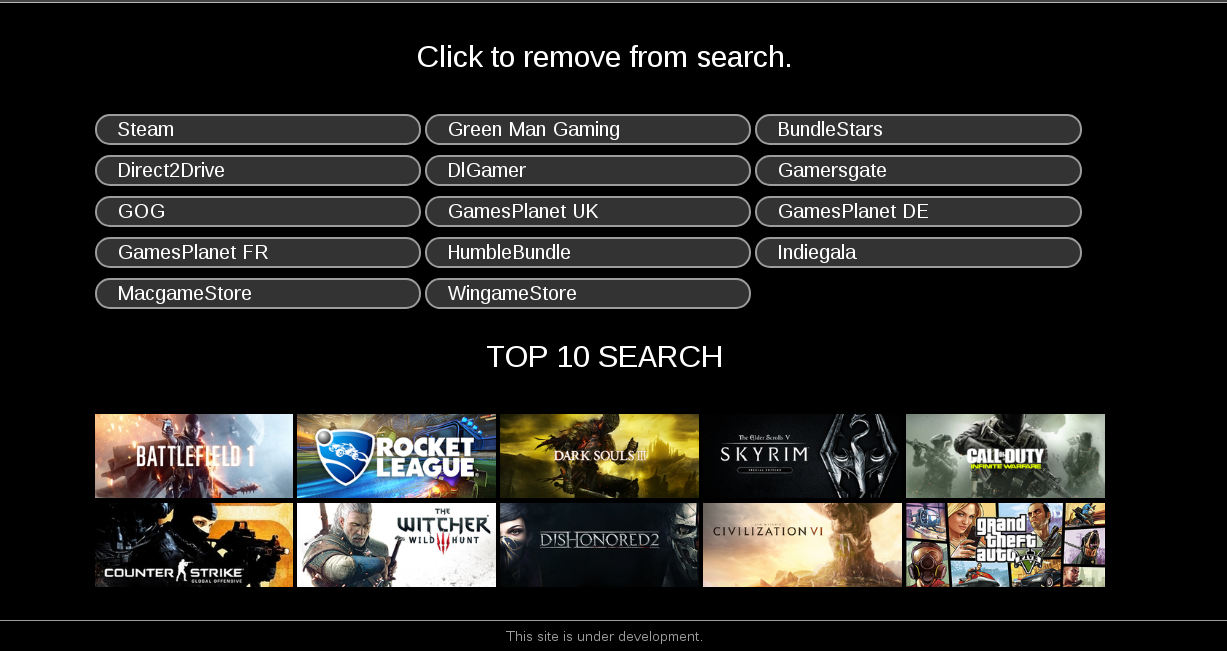 Click to remove from search.
Steam
Green Man Gaming
BundleStars
Direct2Drive
DlGamer
Gamersgate
GOG
GamesPlanet UK
GamesPlanet DE
GamesPlanet FR
HumbleBundle
Indiegala
MacgameStore
WingameStore
TOP 10 SEARCH
BATTLEFIELD 1
ROCKET
LEAGUE
DARK SOULS III
The Elder Scrolls V
SKYRIM
SPECIAL EDITION
CALL OF DUTY
INFINITE WARFARE
COUNTER STRIKE
GLOBAL OFFENSIVE
THE
WITCHER
WILD HUNT
DISHONORED 2
CIVILIZATION VI
grand
theft
auto
V
This site is under development.